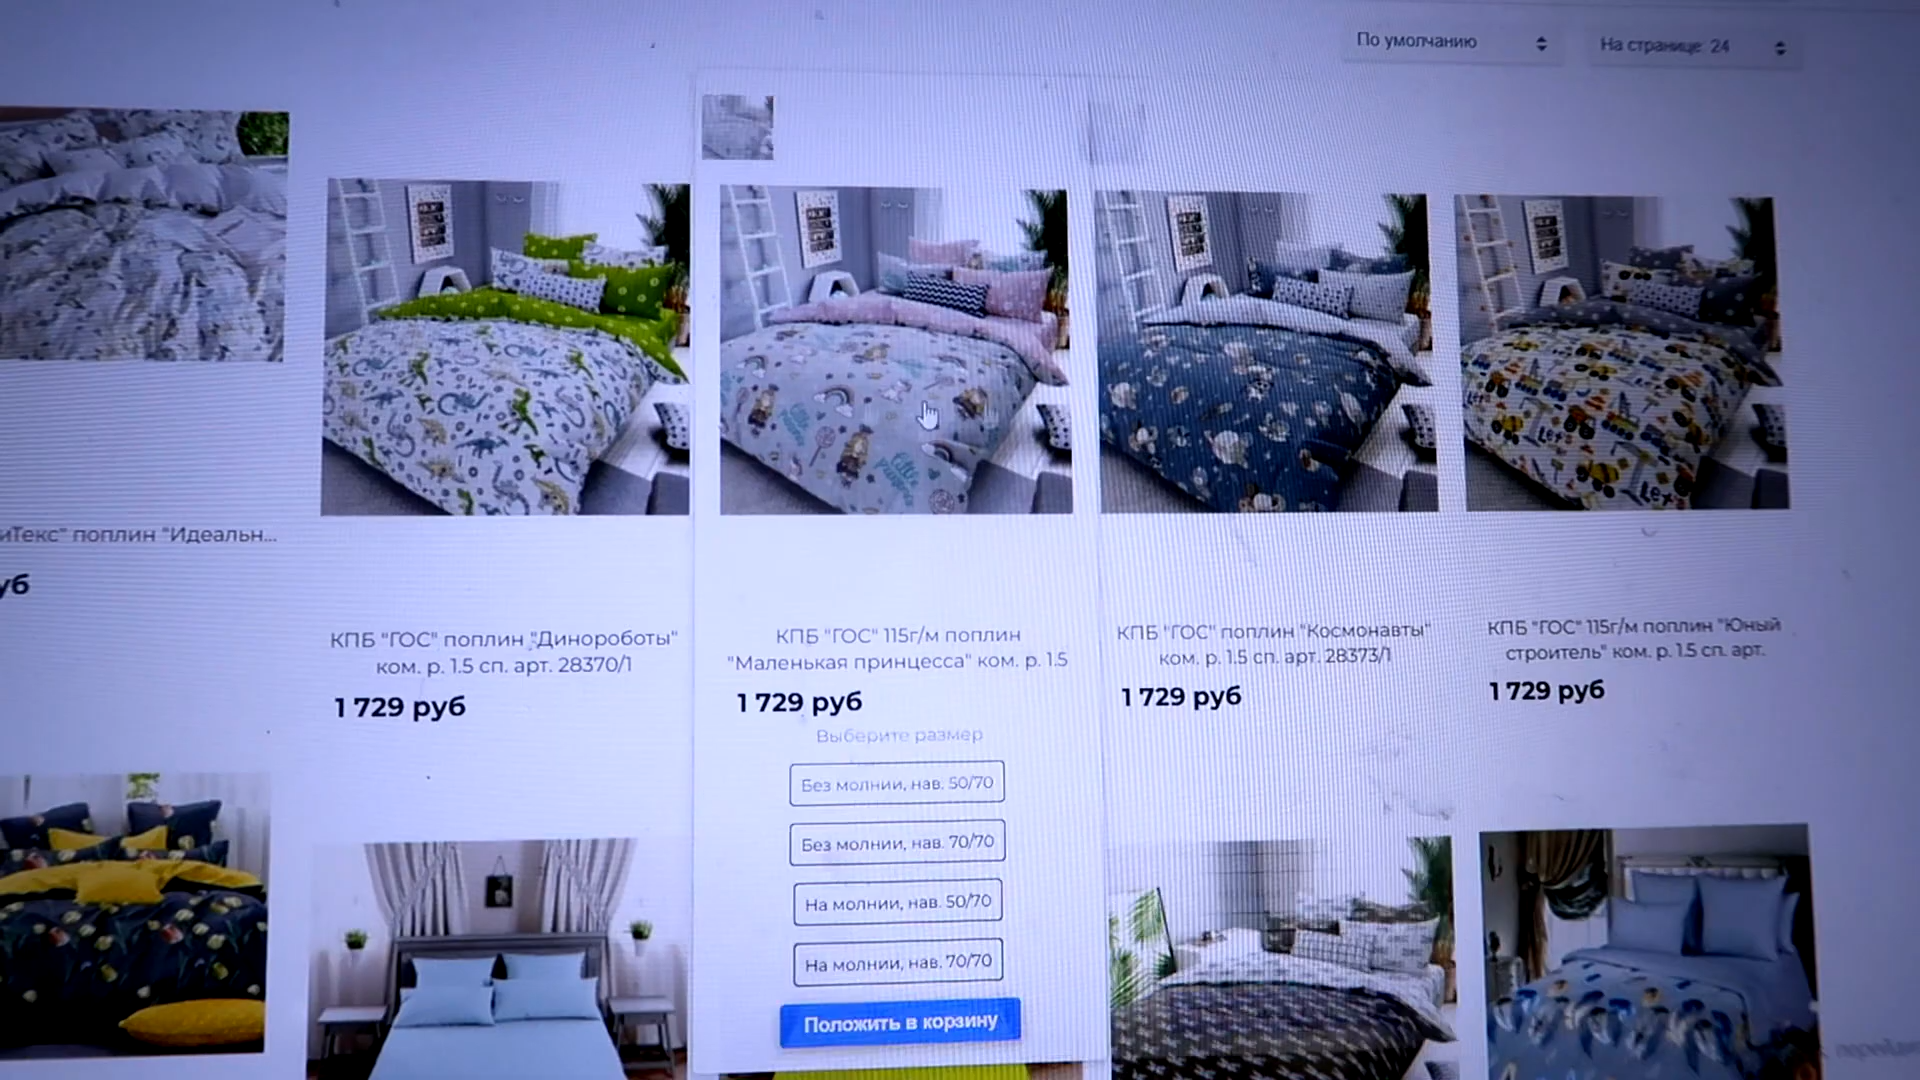 По умолчанию
На странице: 24
иТекс" поплин "Идеальн...
уб
КПБ "ГОС" поплин "Динороботы"
ком. р. 1.5 сп. арт. 28370/1
1 729 руб
КПБ "ГОС" 115г/м поплин
"Маленькая принцесса" ком. р. 1.5
1 729 руб
Выберите размер
Без молнии, нав. 50/70
Без молнии, нав. 70/70
На молнии, нав. 50/70
На молнии, нав. 70/70
Положить в корзину
КПБ "ГОС" поплин "Космонавты"
ком. р. 1.5 сп. арт. 28373/1
1 729 руб
КПБ "ГОС" 115г/м поплин "Юный
строитель" ком. р. 1.5 сп. арт.
1 729 руб